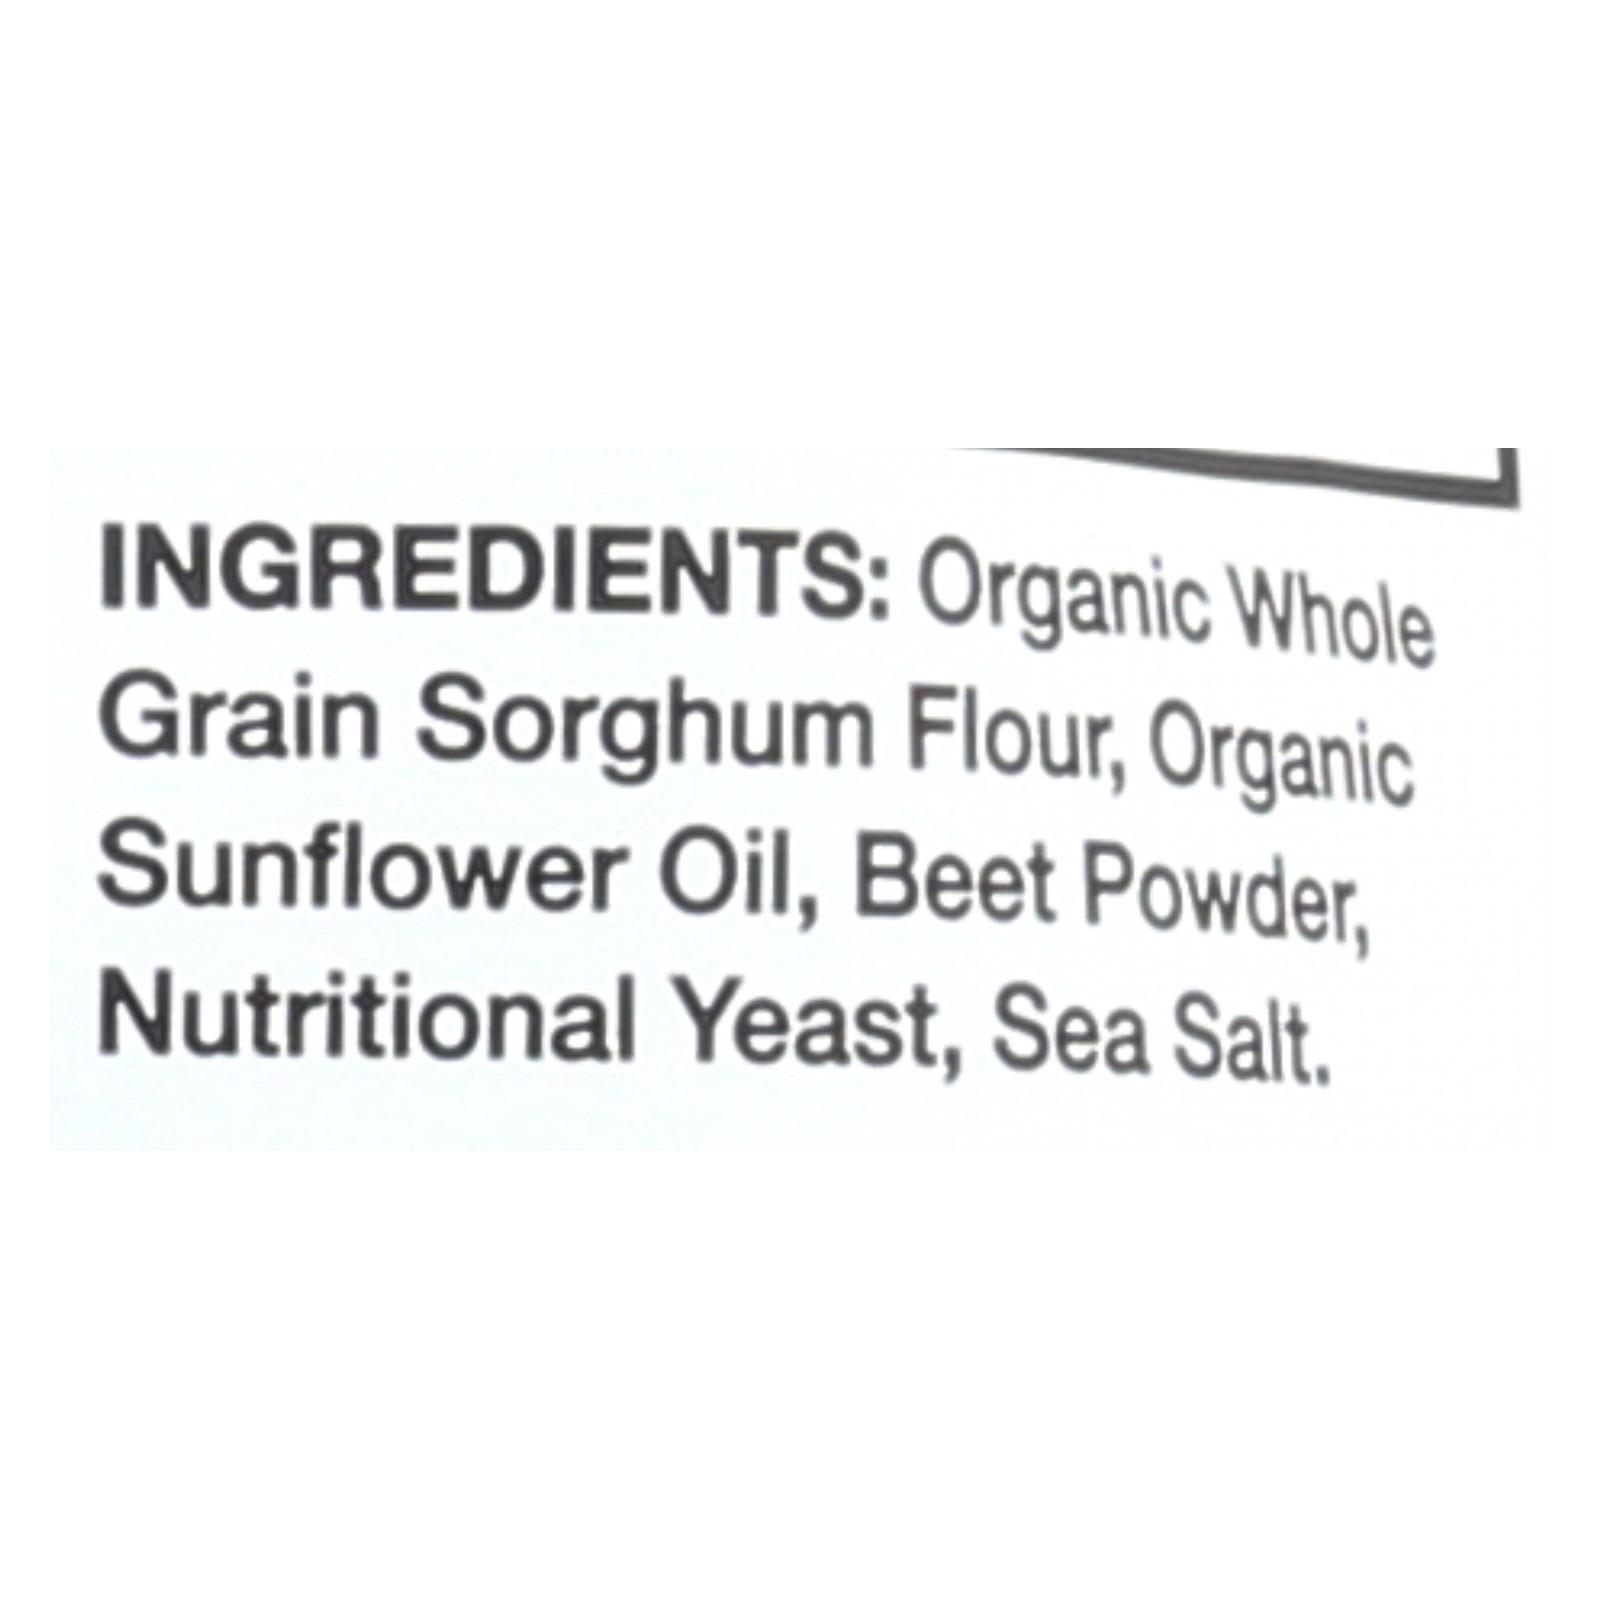 INGREDIENTS: Organic Whole
Grain Sorghum Flour, Organic
Sunflower Oil, Beet Powder,
Nutritional Yeast, Sea Salt.